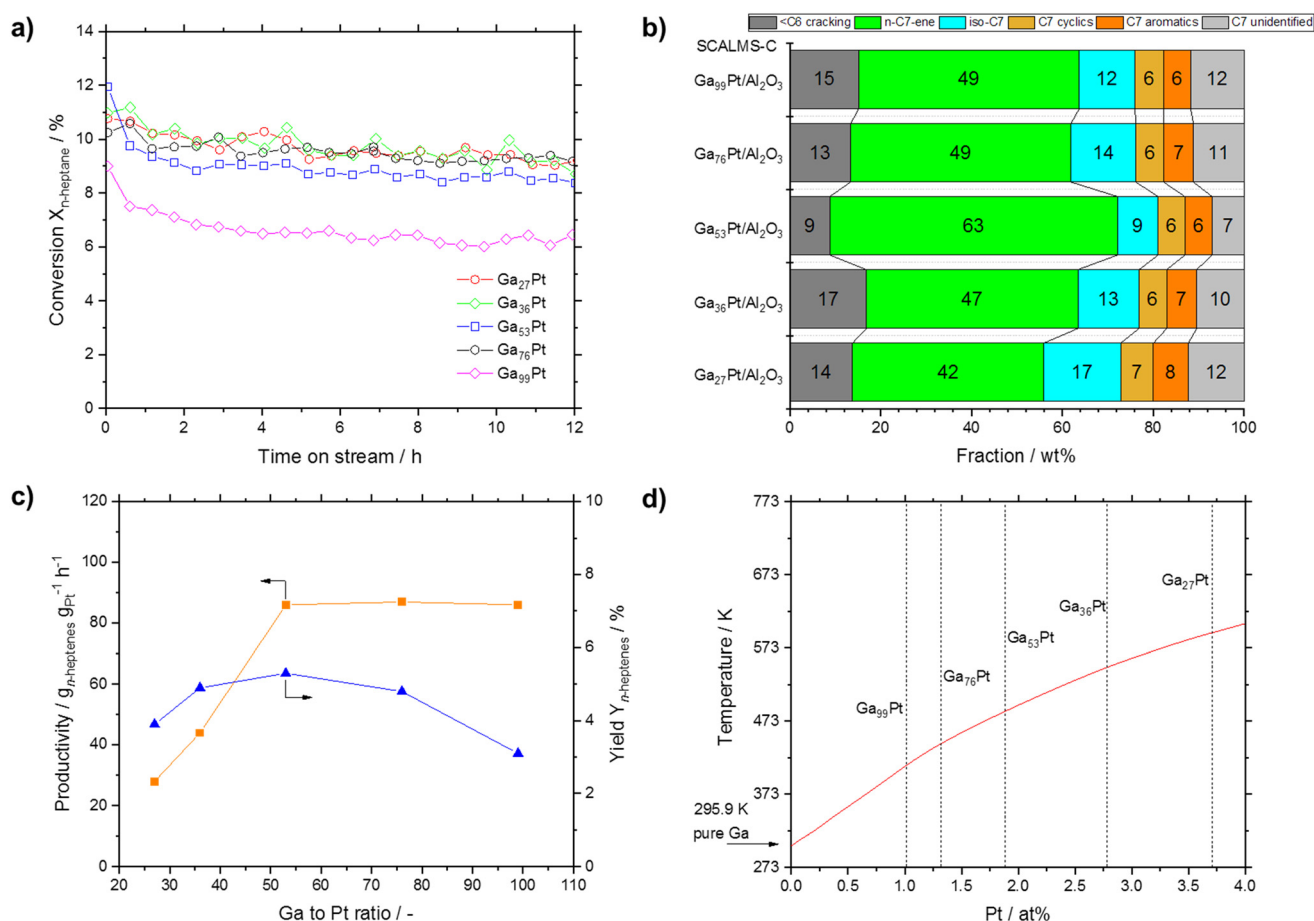 a)
Conversion X_n-heptane / %
14
12
10
8
6
4
2
0
Ga27Pt
Ga36Pt
Ga53Pt
Ga76Pt
Ga99Pt
0 2 4 6 8 10 12
Time on stream / h
b)
<C6 cracking n-C7-ene iso-C7 C7 cyclics C7 aromatics C7 unidentified
SCALMS-C
Ga99Pt/Al2O3 15 49 12 6 6 12
Ga76Pt/Al2O3 13 49 14 6 7 11
Ga53Pt/Al2O3 9 63 9 6 6 7
Ga36Pt/Al2O3 17 47 13 6 7 10
Ga27Pt/Al2O3 14 42 17 7 8 12
0 20 40 60 80 100
Fraction / wt%
c)
Productivity / g_n-heptenes g_Pt^-1 h^-1
120
100
80
60
40
20
0
10
8
6
4
2
0
Yield Y_n-heptenes / %
20 30 40 50 60 70 80 90 100 110
Ga to Pt ratio / -
d)
Temperature / K
773
673
573
473
373
273
295.9 K
pure Ga
Ga99Pt
Ga76Pt
Ga53Pt
Ga36Pt
Ga27Pt
0.0 0.5 1.0 1.5 2.0 2.5 3.0 3.5 4.0
Pt / at%